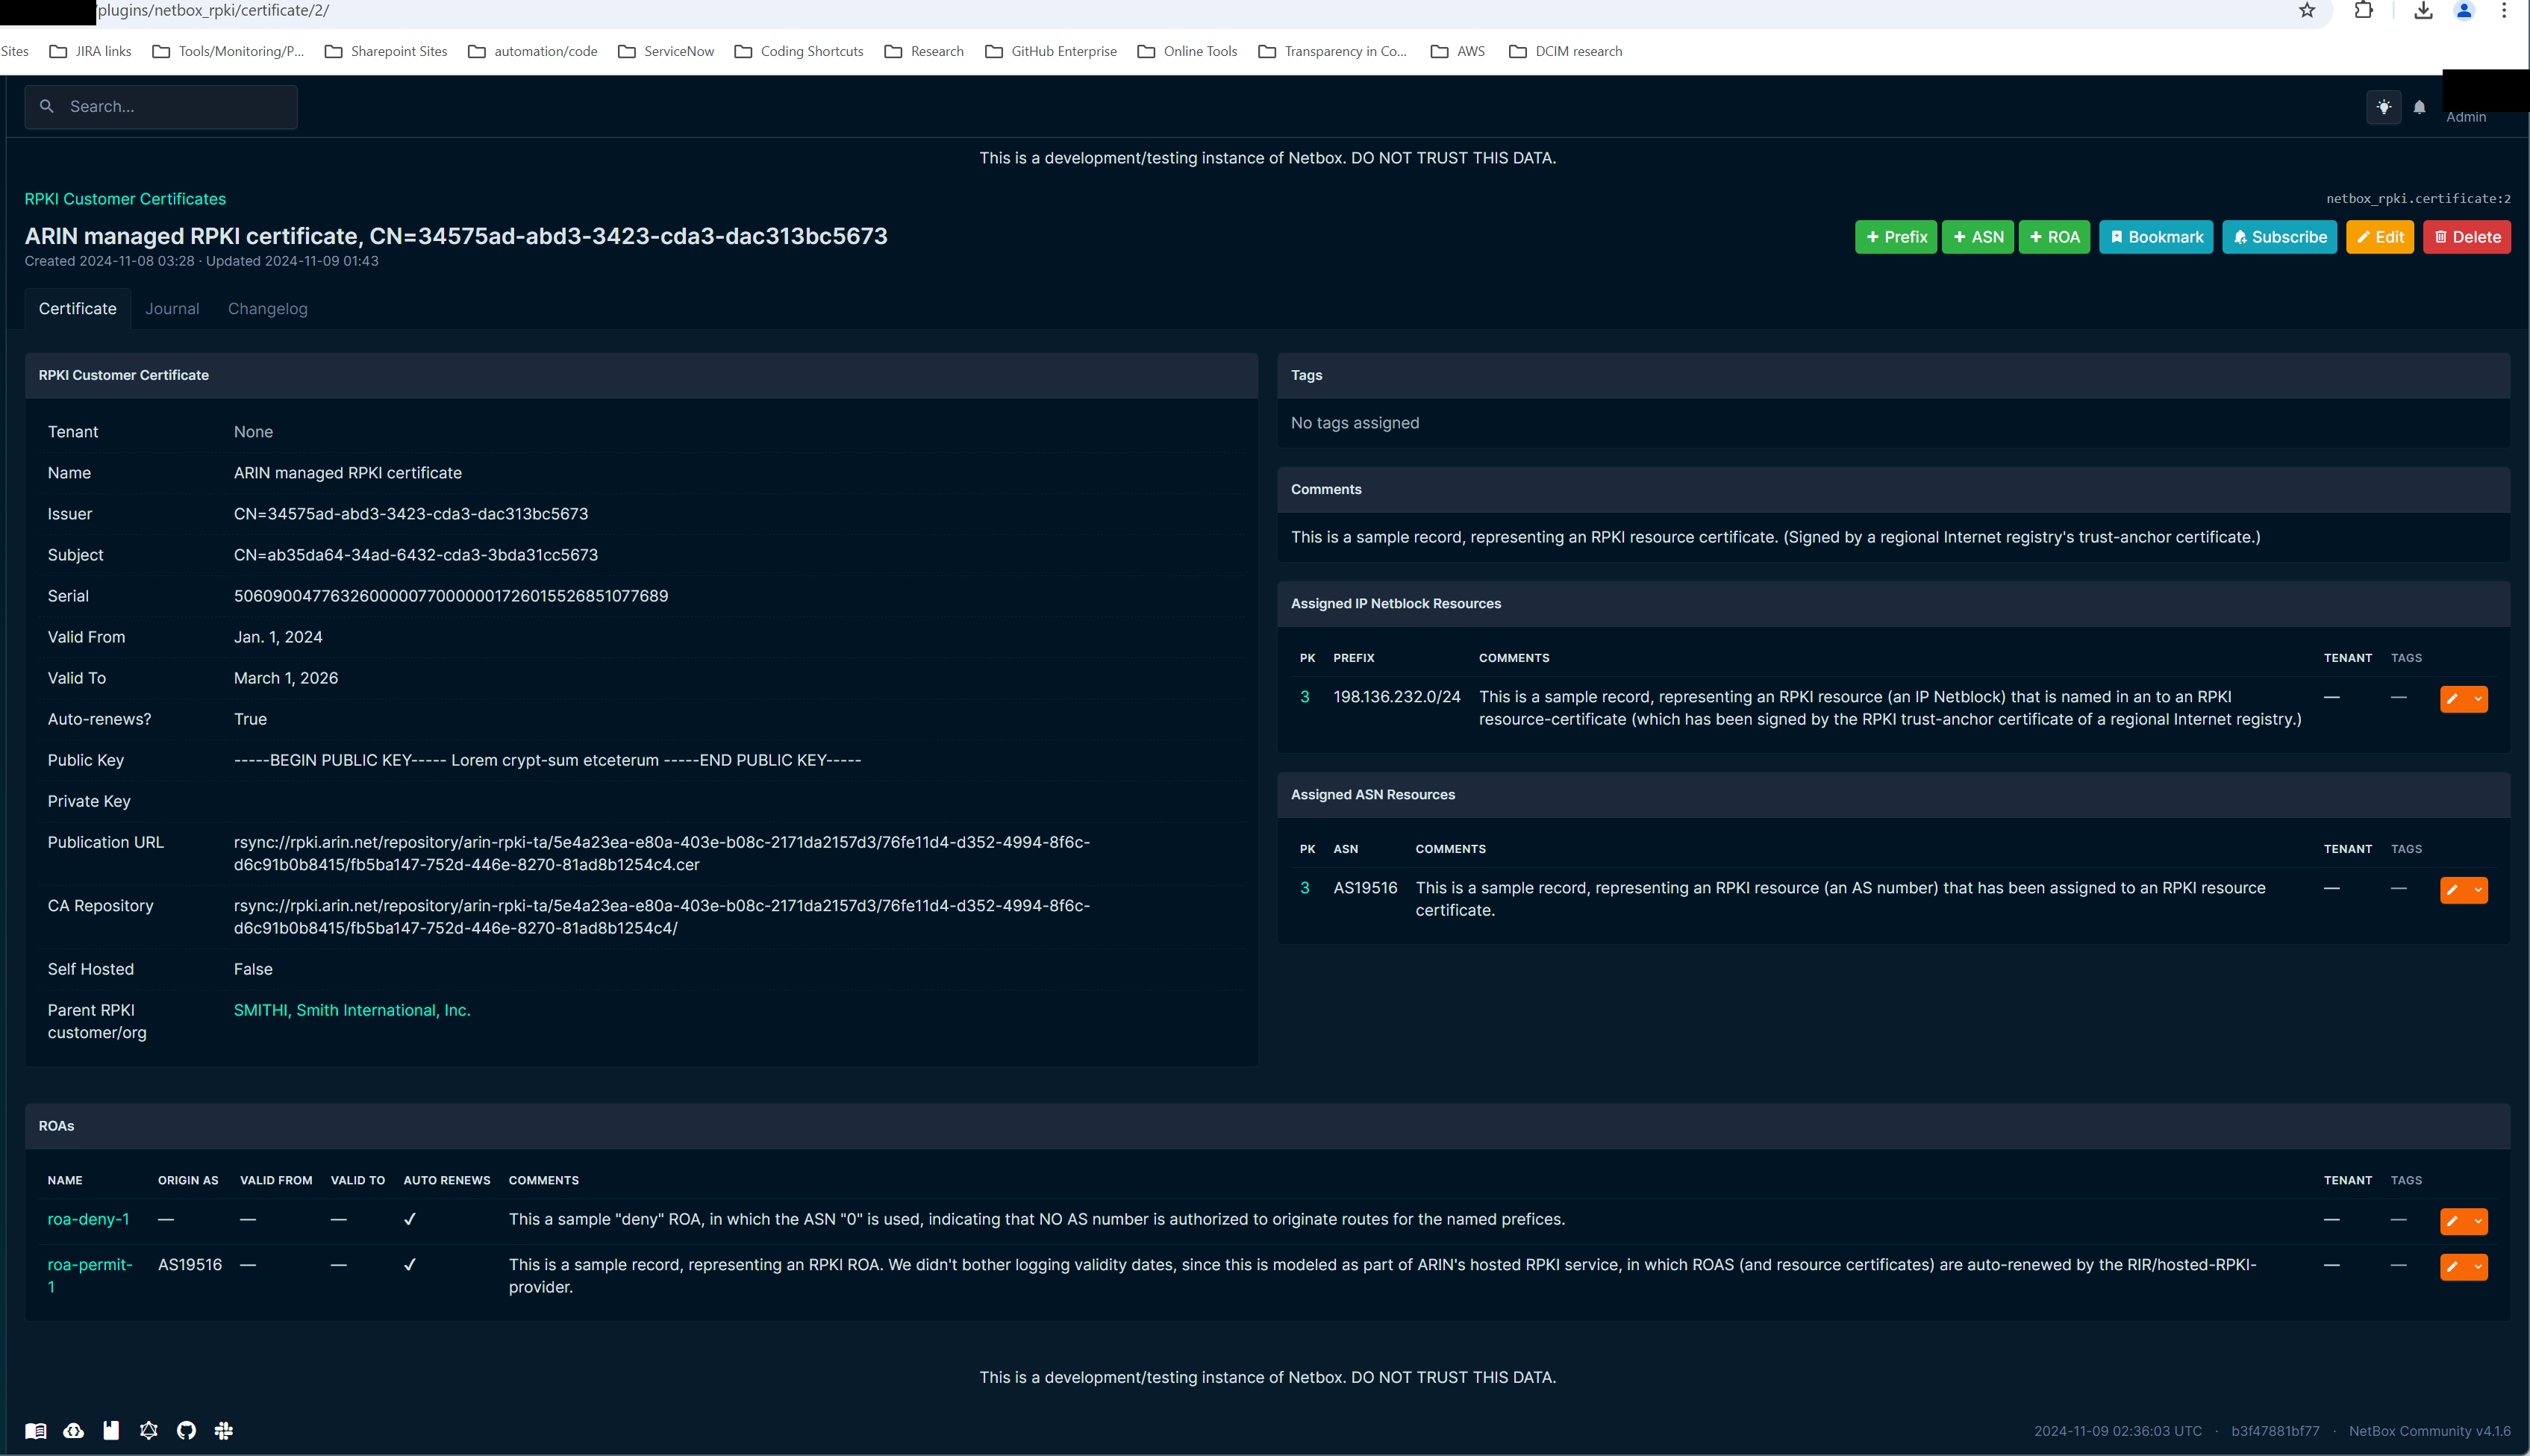 plugins/netbox_rpki/certificate/2/
Sites JIRA links Tools/Monitoring/P... Sharepoint Sites automation/code ServiceNow Coding Shortcuts Research GitHub Enterprise Online Tools Transparency in Co... AWS DCIM research
Search...
Admin
This is a development/testing instance of Netbox. DO NOT TRUST THIS DATA.
RPKI Customer Certificates
netbox_rpki.certificate:2
ARIN managed RPKI certificate, CN=34575ad-abd3-3423-cda3-dac313bc5673
+ Prefix + ASN + ROA Bookmark Subscribe Edit Delete
Created 2024-11-08 03:28 · Updated 2024-11-09 01:43
Certificate Journal Changelog
RPKI Customer Certificate
Tenant None
Name ARIN managed RPKI certificate
Issuer CN=34575ad-abd3-3423-cda3-dac313bc5673
Subject CN=ab35da64-34ad-6432-cda3-3bda31cc5673
Serial 5060900477632600000770000001726015526851077689
Valid From Jan. 1, 2024
Valid To March 1, 2026
Auto-renews? True
Public Key -----BEGIN PUBLIC KEY----- Lorem crypt-sum etceterum -----END PUBLIC KEY-----
Private Key
Publication URL rsync://rpki.arin.net/repository/arin-rpki-ta/5e4a23ea-e80a-403e-b08c-2171da2157d3/76fe11d4-d352-4994-8f6c-
d6c91b0b8415/fb5ba147-752d-446e-8270-81ad8b1254c4.cer
CA Repository rsync://rpki.arin.net/repository/arin-rpki-ta/5e4a23ea-e80a-403e-b08c-2171da2157d3/76fe11d4-d352-4994-8f6c-
d6c91b0b8415/fb5ba147-752d-446e-8270-81ad8b1254c4/
Self Hosted False
Parent RPKI SMITHI, Smith International, Inc.
customer/org
Tags
No tags assigned
Comments
This is a sample record, representing an RPKI resource certificate. (Signed by a regional Internet registry's trust-anchor certificate.)
Assigned IP Netblock Resources
PK PREFIX COMMENTS TENANT TAGS
3 198.136.232.0/24 This is a sample record, representing an RPKI resource (an IP Netblock) that is named in an to an RPKI — —
resource-certificate (which has been signed by the RPKI trust-anchor certificate of a regional Internet registry.)
Assigned ASN Resources
PK ASN COMMENTS TENANT TAGS
3 AS19516 This is a sample record, representing an RPKI resource (an AS number) that has been assigned to an RPKI resource — —
certificate.
ROAs
NAME ORIGIN AS VALID FROM VALID TO AUTO RENEWS COMMENTS TENANT TAGS
roa-deny-1 — — — ✓ This a sample "deny" ROA, in which the ASN "0" is used, indicating that NO AS number is authorized to originate routes for the named prefices. — —
roa-permit- AS19516 — — ✓ This is a sample record, representing an RPKI ROA. We didn't bother logging validity dates, since this is modeled as part of ARIN's hosted RPKI service, in which ROAS (and resource certificates) are auto-renewed by the RIR/hosted-RPKI- — —
1 provider.
This is a development/testing instance of Netbox. DO NOT TRUST THIS DATA.
2024-11-09 02:36:03 UTC · b3f47881bf77 · NetBox Community v4.1.6